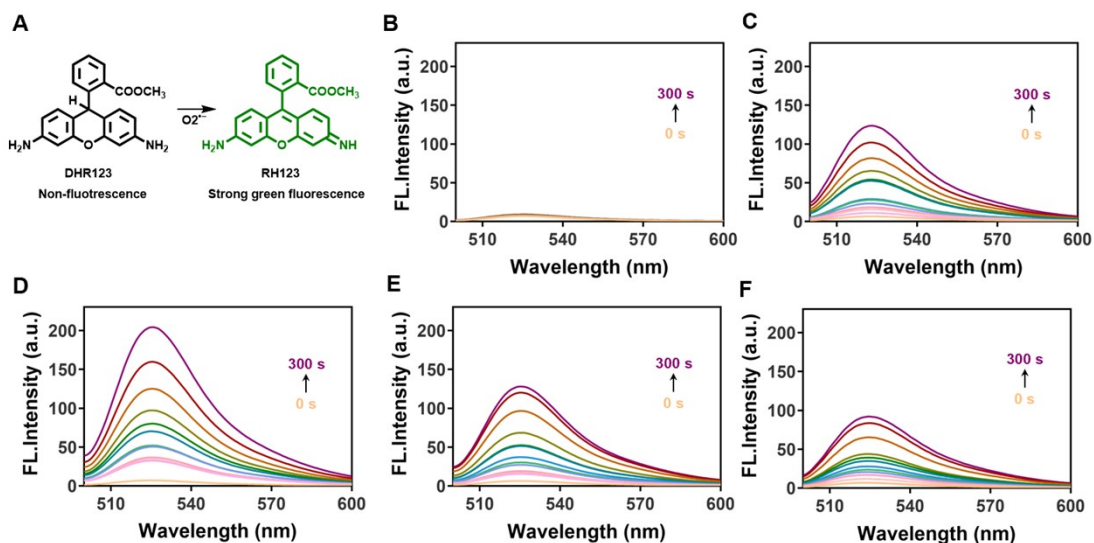 A
H
COOCH3
H2N
O
NH2
DHR123
Non-fluotrescence
O2•−
COOCH3
H2N
O
NH
RH123
Strong green fluorescence
B
FL.Intensity (a.u.)
200
150
100
50
0
300 s
0 s
510 540 570 600
Wavelength (nm)
C
FL.Intensity (a.u.)
200
150
100
50
0
300 s
0 s
510 540 570 600
Wavelength (nm)
D
FL.Intensity (a.u.)
200
150
100
50
0
300 s
0 s
510 540 570 600
Wavelength (nm)
E
FL.Intensity (a.u.)
200
150
100
50
0
300 s
0 s
510 540 570 600
Wavelength (nm)
F
FL.Intensity (a.u.)
200
150
100
50
0
300 s
0 s
510 540 570 600
Wavelength (nm)